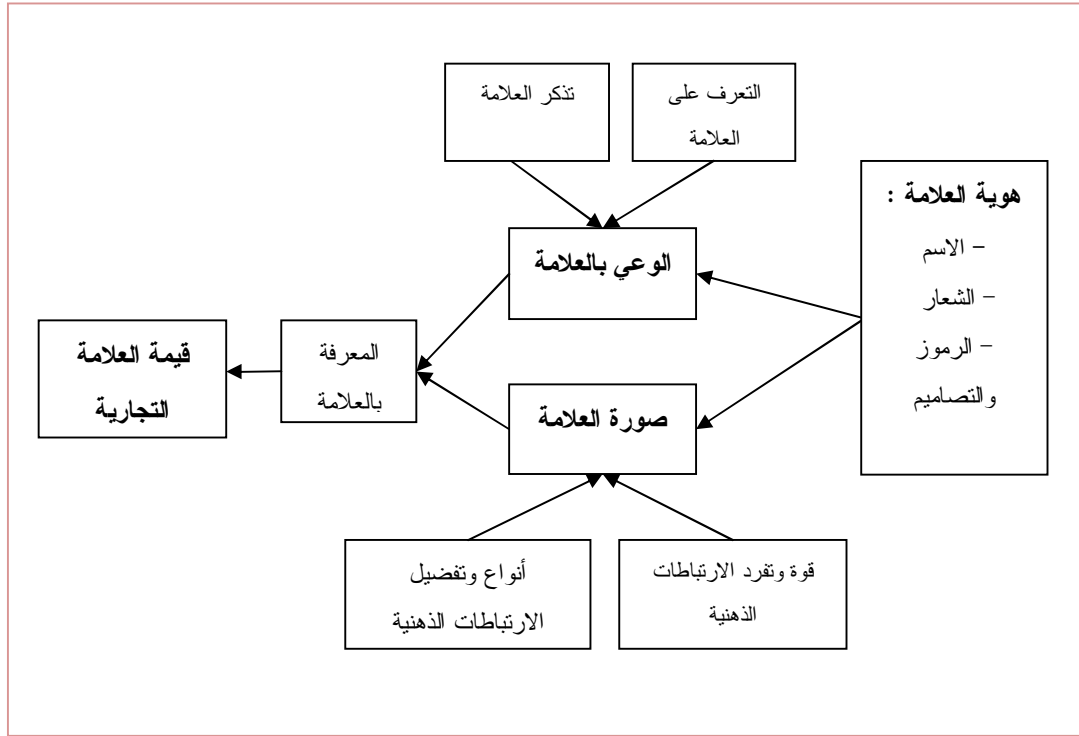 التعرف على
العلامة
تذكر العلامة
هوية العلامة :
– الاسم
– الشعار
– الرموز
والتصاميم
الوعي بالعلامة
صورة العلامة
المعرفة
بالعلامة
قيمة العلامة
التجارية
قوة وتفرد الارتباطات
الذهنية
أنواع وتفضيل
الارتباطات الذهنية